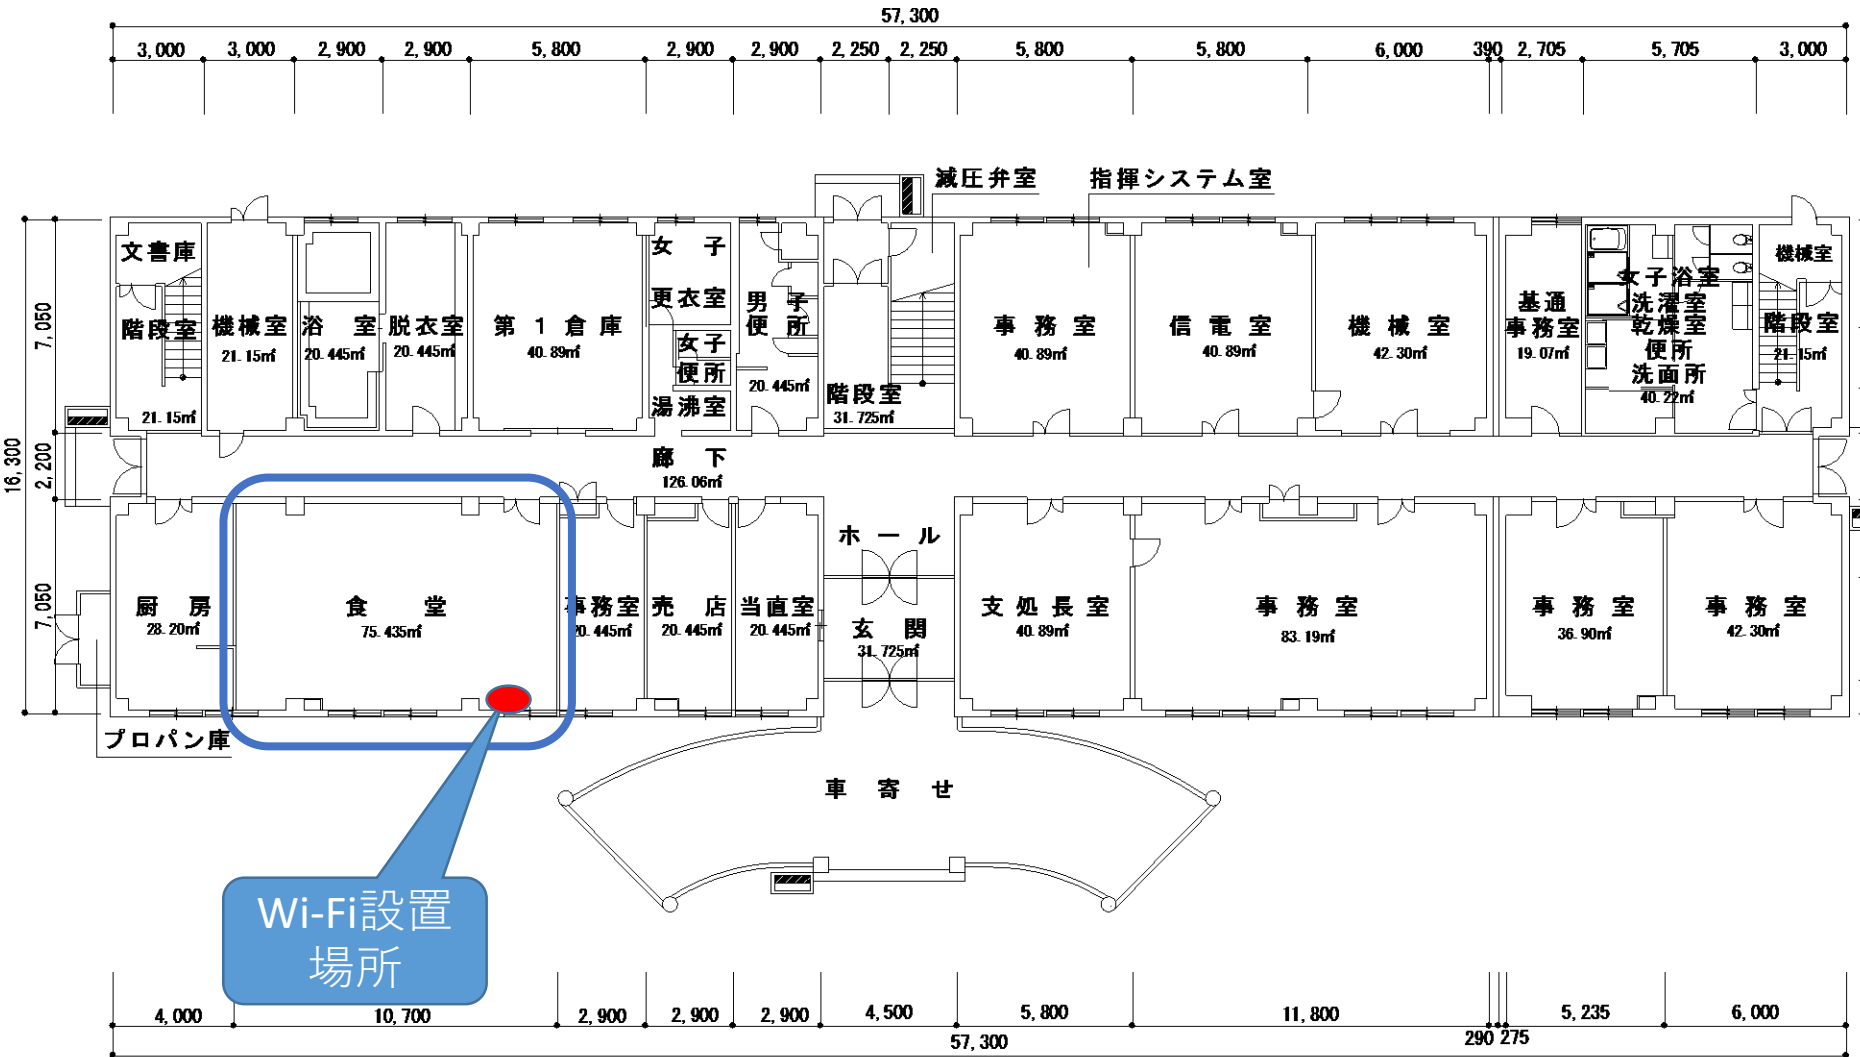 57,300
3,000 3,000 2,900 2,900 5,800 2,900 2,900 2,250 2,250 5,800 5,800 6,000 390 2,705 5,705 3,000
減圧弁室 指揮システム室
16,300
7,050
2,200
7,050
文書庫
階段室
21.15㎡
機械室
21.15㎡
浴 室
20.445㎡
脱衣室
20.445㎡
第 1 倉 庫
40.89㎡
女 子
更衣室
女子
便所
湯沸室
男 子
便 所
20.445㎡
階段室
31.725㎡
事 務 室
40.89㎡
信 電 室
40.89㎡
機 械 室
42.30㎡
基通
事務室
19.07㎡
女子浴室
洗濯室
乾燥室
便所
洗面所
40.22㎡
機械室
階段室
21.15㎡
廊 下
126.06㎡
厨 房
28.20㎡
食 堂
75.435㎡
事務室
20.445㎡
売 店
20.445㎡
当直室
20.445㎡
ホ ー ル
玄 関
31.725㎡
支 処 長 室
40.89㎡
事 務 室
83.19㎡
事 務 室
36.90㎡
事 務 室
42.30㎡
プロパン庫
車 寄 せ
Wi-Fi設置
場所
4,000 10,700 2,900 2,900 2,900 4,500 5,800 11,800 290 275 5,235 6,000
57,300